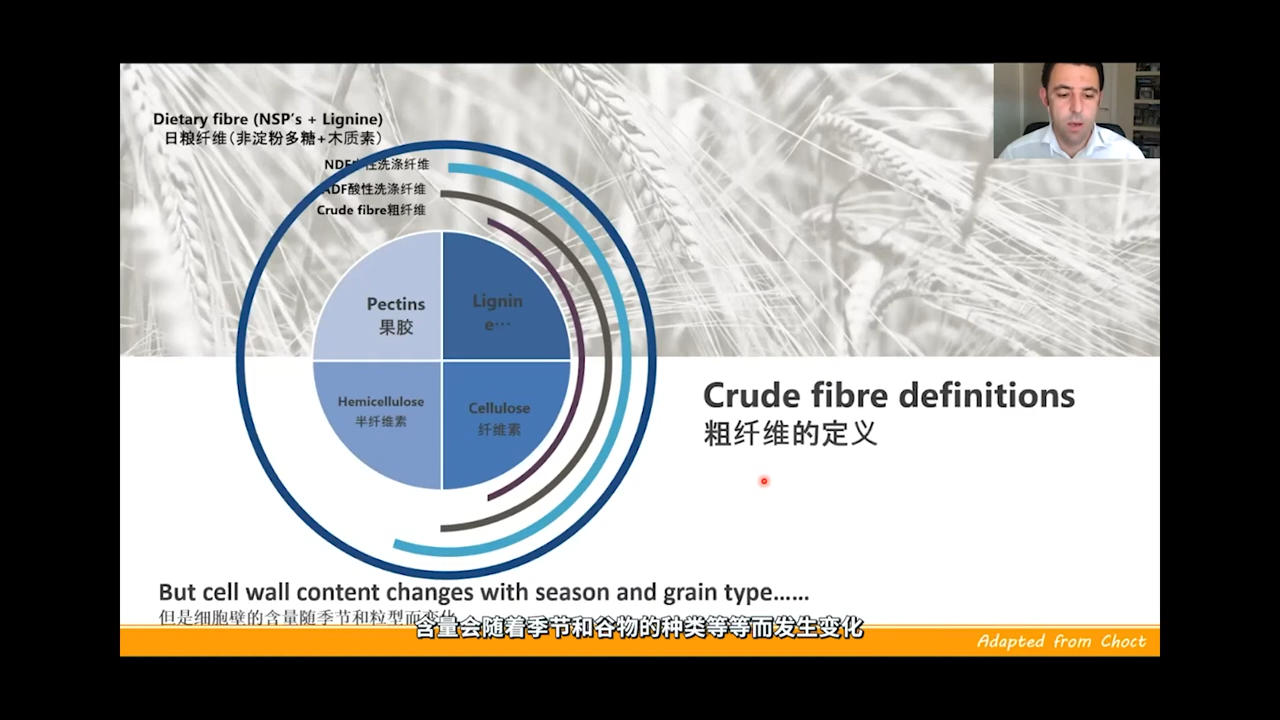 Dietary fibre (NSP's + Lignine)
日粮纤维(非淀粉多糖+木质素)
NDF中性洗涤纤维
ADF酸性洗涤纤维
Crude fibre粗纤维
Pectins
果胶
Lignin
e…
Hemicellulose
半纤维素
Cellulose
纤维素
Crude fibre definitions
粗纤维的定义
But cell wall content changes with season and grain type……
但是细胞壁的含量随季节和粒型而变化
含量会随着季节和谷物的种类等等而发生变化
Adapted from Choct